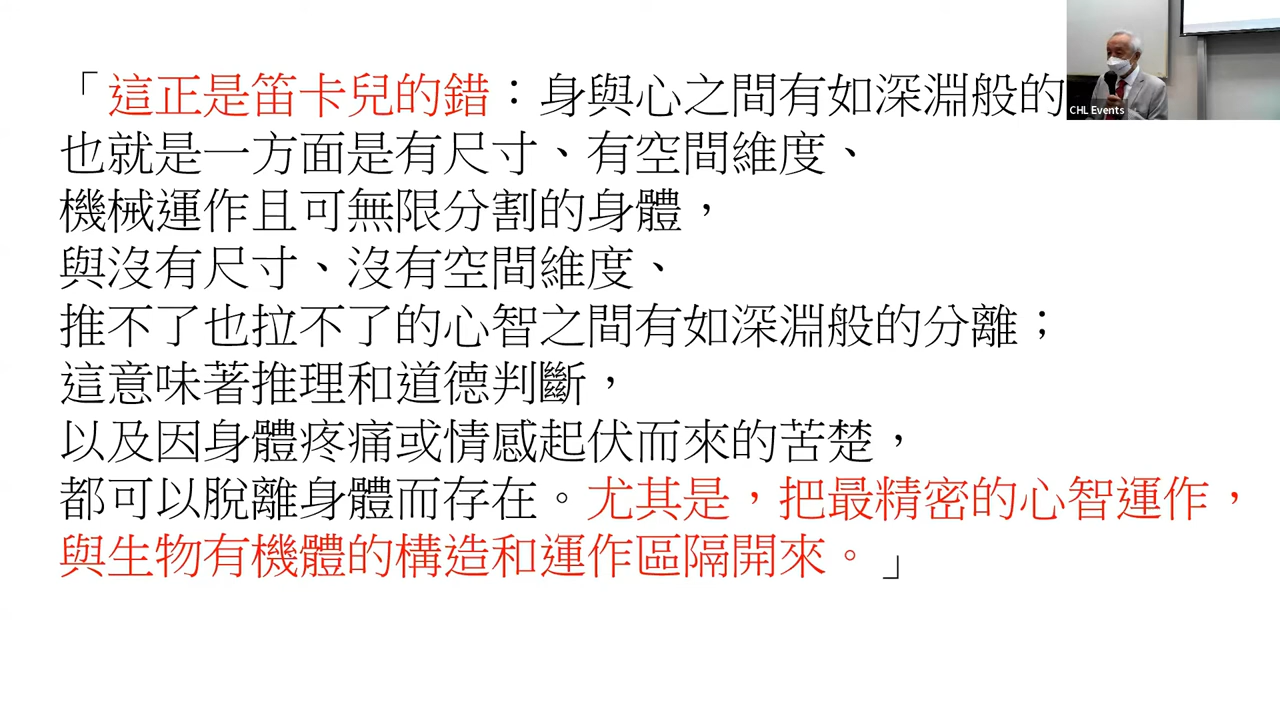 「這正是笛卡兒的錯：身與心之間有如深淵般的
也就是一方面是有尺寸、有空間維度、
機械運作且可無限分割的身體，
與沒有尺寸、沒有空間維度、
推不了也拉不了的心智之間有如深淵般的分離；
這意味著推理和道德判斷，
以及因身體疼痛或情感起伏而來的苦楚，
都可以脫離身體而存在。尤其是，把最精密的心智運作，
與生物有機體的構造和運作區隔開來。」
CHL Events